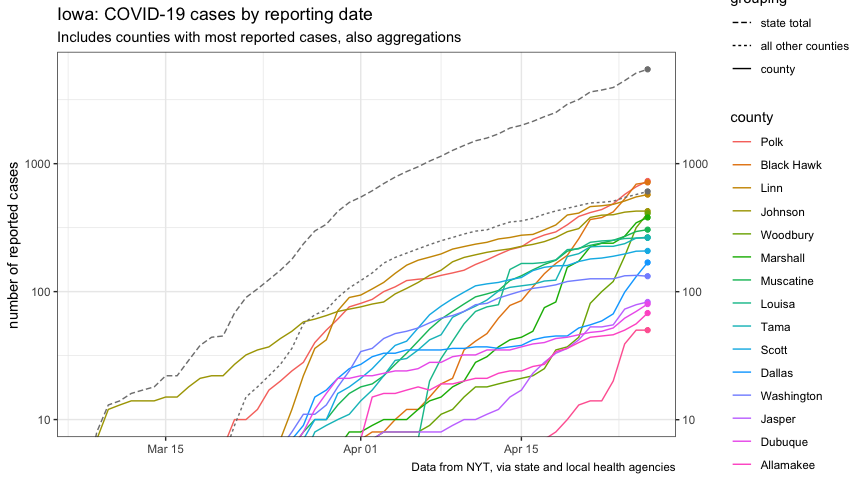 Iowa: COVID-19 cases by reporting date
Includes counties with most reported cases, also aggregations
number of reported cases
1000
100
10
1000
100
10
Mar 15
Apr 01
Apr 15
Data from NYT, via state and local health agencies
grouping
state total
all other counties
county
county
Polk
Black Hawk
Linn
Johnson
Woodbury
Marshall
Muscatine
Louisa
Tama
Scott
Dallas
Washington
Jasper
Dubuque
Allamakee